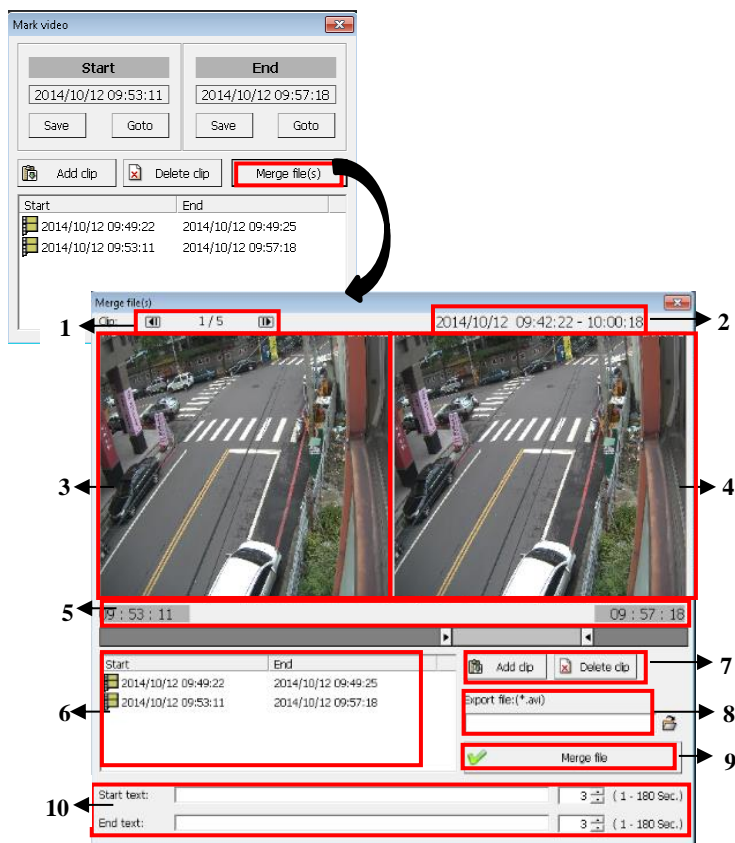 Mark video
Start End
2014/10/12 09:53:11 2014/10/12 09:57:18
Save Goto Save Goto
Add clip Delete clip Merge file(s)
Start End
2014/10/12 09:49:22 2014/10/12 09:49:25
2014/10/12 09:53:11 2014/10/12 09:57:18
Merge file(s)
1 Clip: 1 / 5 2014/10/12 09:42:22 - 10:00:18 2
3 4
5 09 : 53 : 11 09 : 57 : 18
Start End Add clip Delete clip 7
2014/10/12 09:49:22 2014/10/12 09:49:25
6 2014/10/12 09:53:11 2014/10/12 09:57:18 Export file:(*.avi) 8
Merge file 9
10 Start text: 3 ( 1 - 180 Sec.)
End text: 3 ( 1 - 180 Sec.)